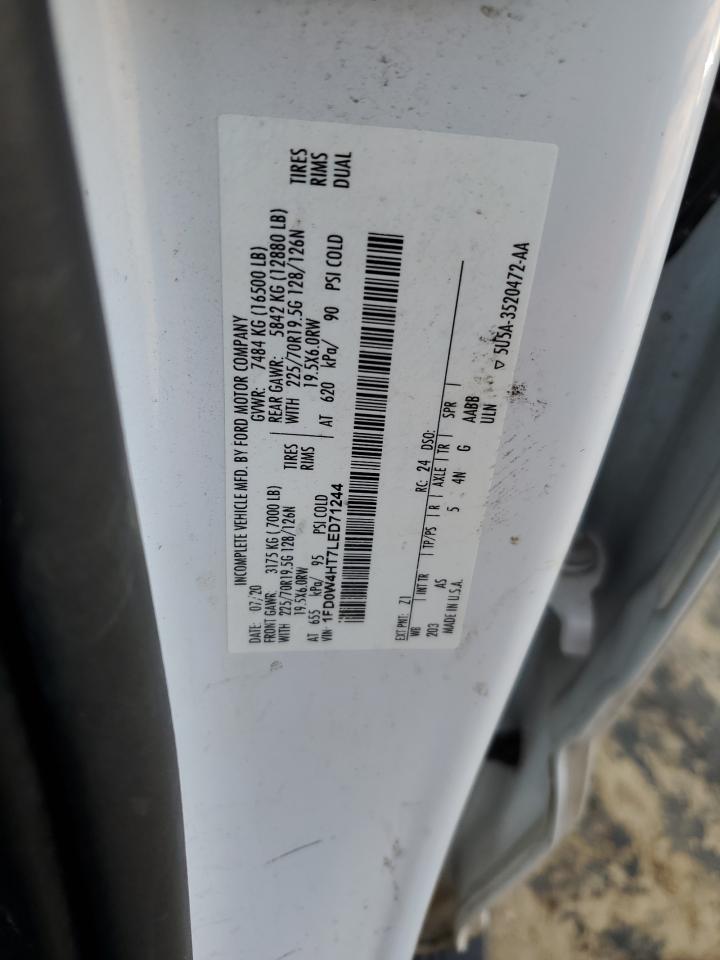 INCOMPLETE VEHICLE MFD. BY FORD MOTOR COMPANY
DATE: 07/20 GVWR: 7484 KG (16500 LB)
FRONT GAWR: 3175 KG (7000 LB) REAR GAWR: 5842 KG (12880 LB)
WITH 225/70R19.5G 128/126N TIRES WITH 225/70R19.5G 128/126N TIRES
19.5X6.0RW RIMS 19.5X6.0RW RIMS
AT 655 kPa/ 95 PSI COLD AT 620 kPa/ 90 PSI COLD DUAL
VIN: 1FD0W4HT7LED71244
EXT PNT: Z1 RC: 24 DSO:
WB INT TR TP/PS R AXLE TR SPR
203 AS 5 4N G AABB
MADE IN U.S.A. ULN
▽ 5U5A-3520472-AA